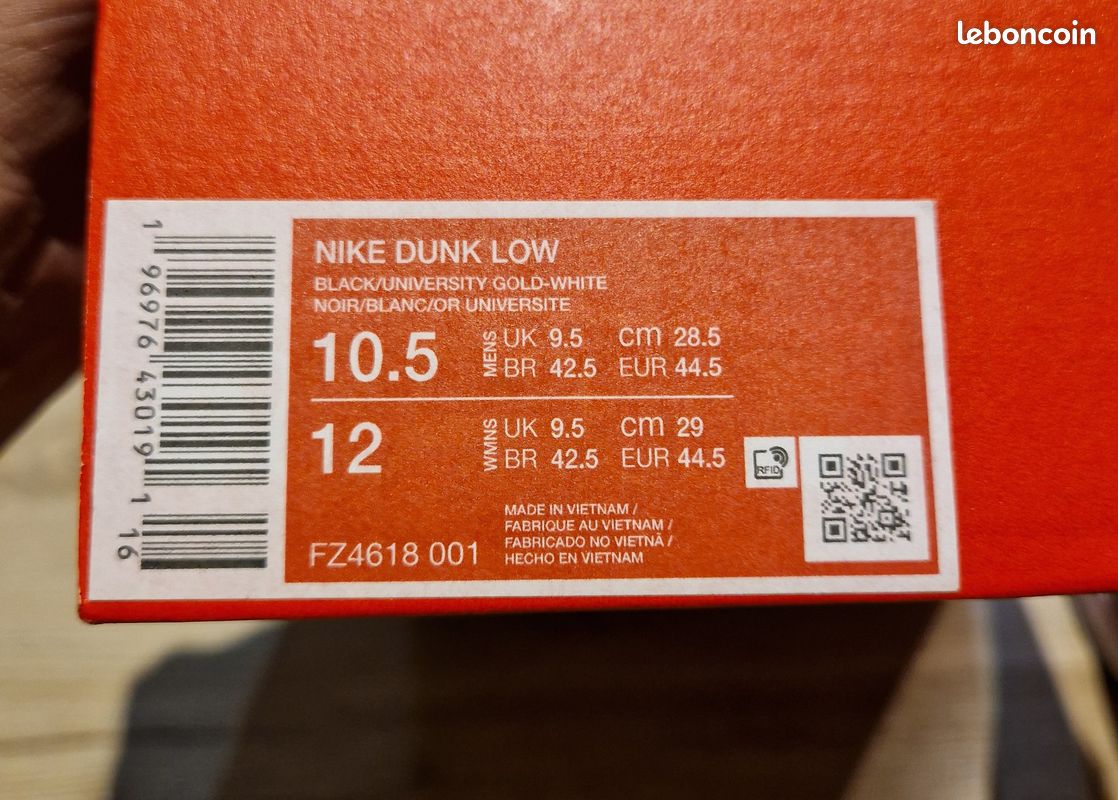 leboncoin
NIKE DUNK LOW
BLACK/UNIVERSITY GOLD-WHITE
NOIR/BLANC/OR UNIVERSITE
10.5 MENS UK 9.5 cm 28.5
BR 42.5 EUR 44.5
12 WMNS UK 9.5 cm 29
BR 42.5 EUR 44.5
RFID
MADE IN VIETNAM /
FABRIQUE AU VIETNAM /
FABRICADO NO VIETNÃ /
HECHO EN VIETNAM
FZ4618 001
1 96976 43019 1 16